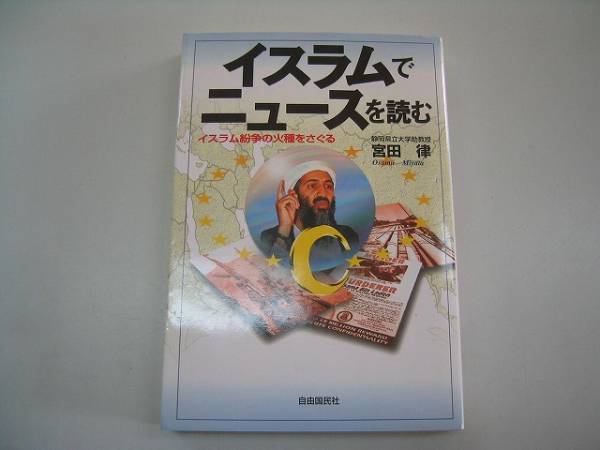 イスラムで
ニュースを読む
イスラム紛争の火種をさぐる
静岡県立大学助教授
宮田 律
Osamu Miyata
MURDERER
CONFIDENTIALITY
自由国民社